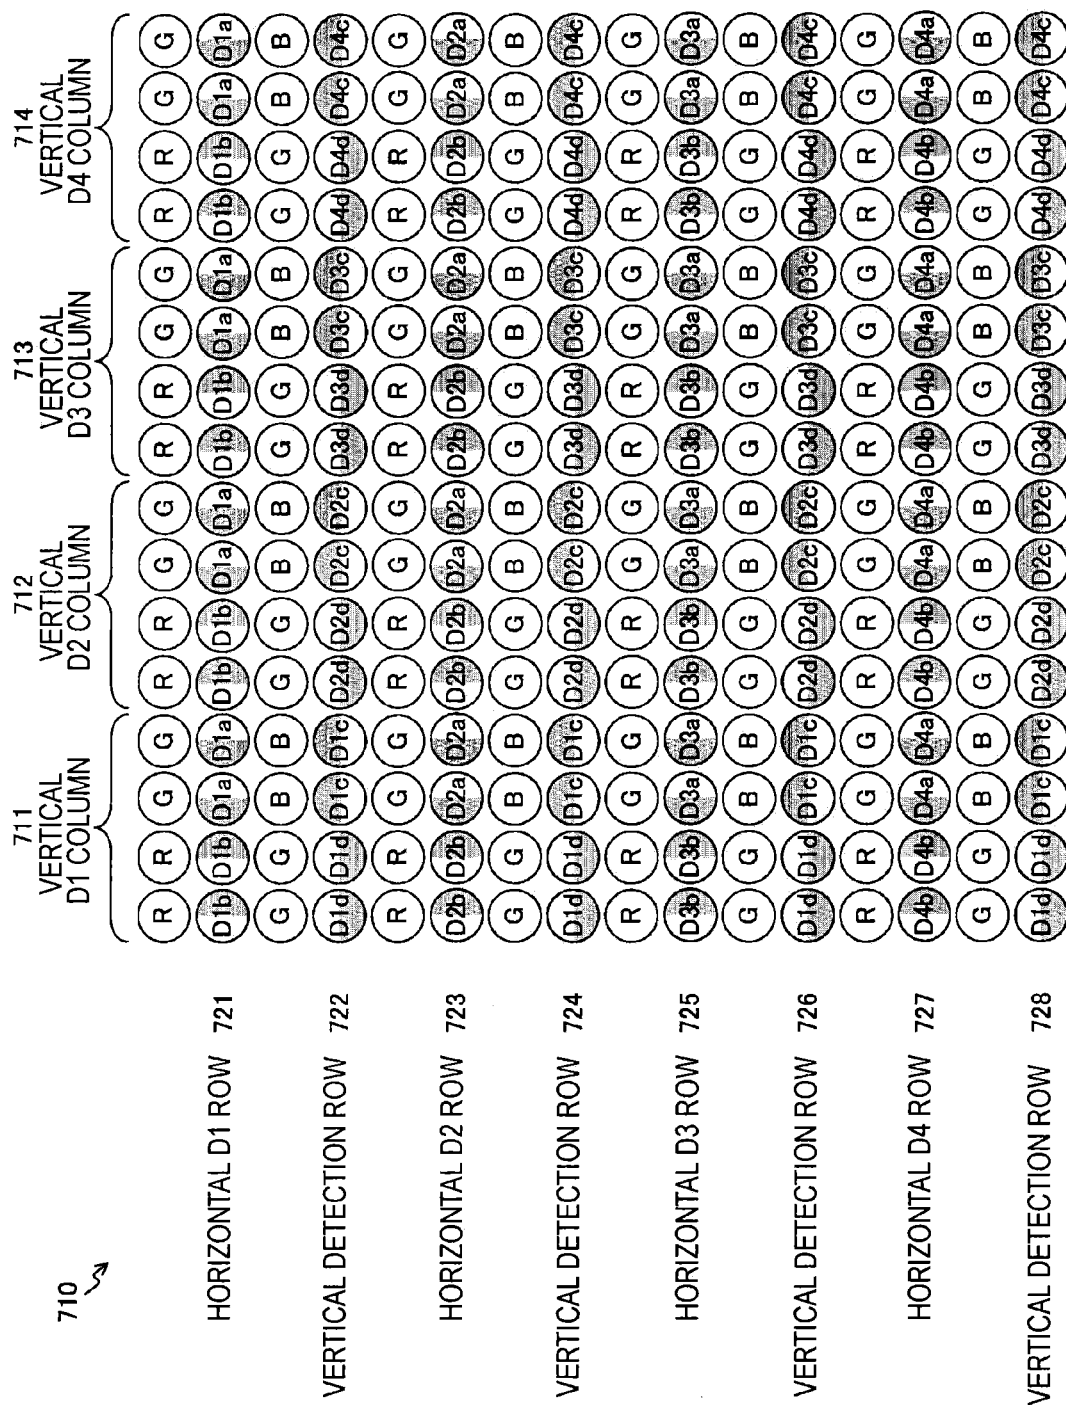 710
711 712 713 714
VERTICAL VERTICAL VERTICAL VERTICAL
D1 COLUMN D2 COLUMN D3 COLUMN D4 COLUMN
R R G G R R G G R R G G R R G G
HORIZONTAL D1 ROW 721 D1b D1b D1a D1a D1b D1b D1a D1a D1b D1b D1a D1a D1b D1b D1a D1a
G G B B G G B B G G B B G G B B
VERTICAL DETECTION ROW 722 D1d D1d D1c D1c D2d D2d D2c D2c D3d D3d D3c D3c D4d D4d D4c D4c
R R G G R R G G R R G G R R G G
HORIZONTAL D2 ROW 723 D2b D2b D2a D2a D2b D2b D2a D2a D2b D2b D2a D2a D2b D2b D2a D2a
G G B B G G B B G G B B G G B B
VERTICAL DETECTION ROW 724 D1d D1d D1c D1c D2d D2d D2c D2c D3d D3d D3c D3c D4d D4d D4c D4c
R R G G R R G G R R G G R R G G
HORIZONTAL D3 ROW 725 D3b D3b D3a D3a D3b D3b D3a D3a D3b D3b D3a D3a D3b D3b D3a D3a
G G B B G G B B G G B B G G B B
VERTICAL DETECTION ROW 726 D1d D1d D1c D1c D2d D2d D2c D2c D3d D3d D3c D3c D4d D4d D4c D4c
R R G G R R G G R R G G R R G G
HORIZONTAL D4 ROW 727 D4b D4b D4a D4a D4b D4b D4a D4a D4b D4b D4a D4a D4b D4b D4a D4a
G G B B G G B B G G B B G G B B
VERTICAL DETECTION ROW 728 D1d D1d D1c D1c D2d D2d D2c D2c D3d D3d D3c D3c D4d D4d D4c D4c